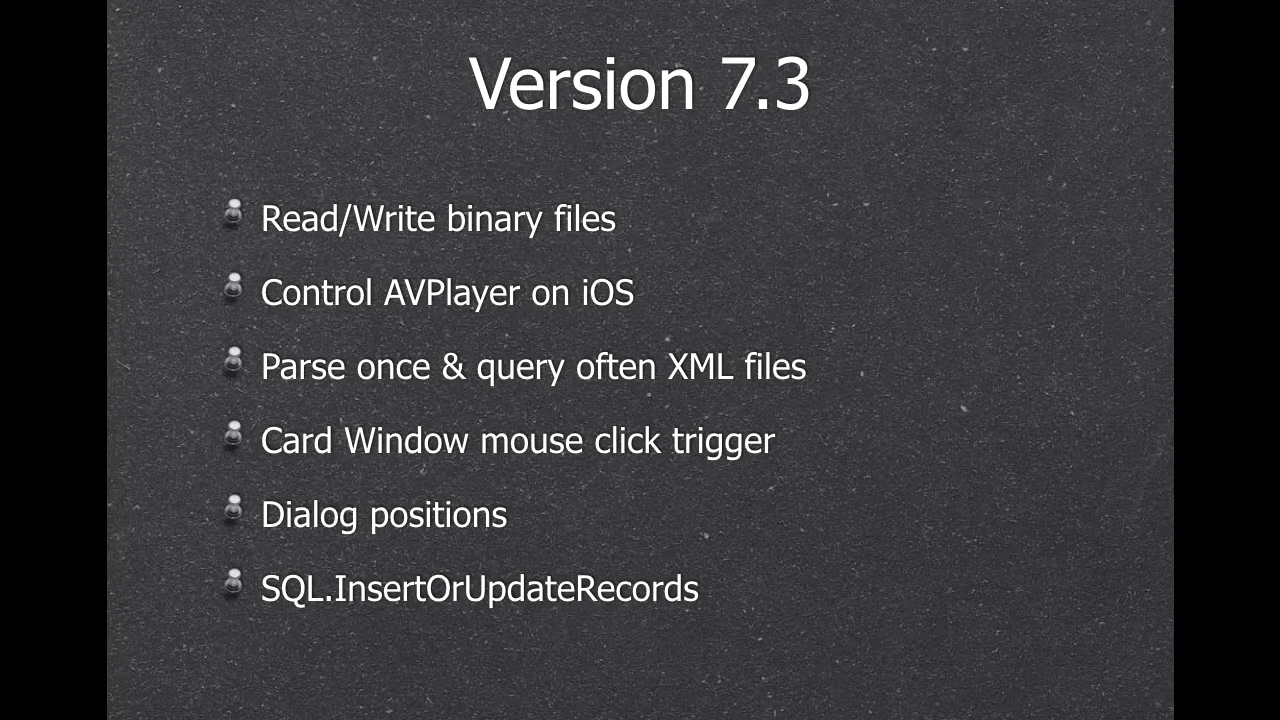 Version 7.3
Read/Write binary files
Control AVPlayer on iOS
Parse once & query often XML files
Card Window mouse click trigger
Dialog positions
SQL.InsertOrUpdateRecords